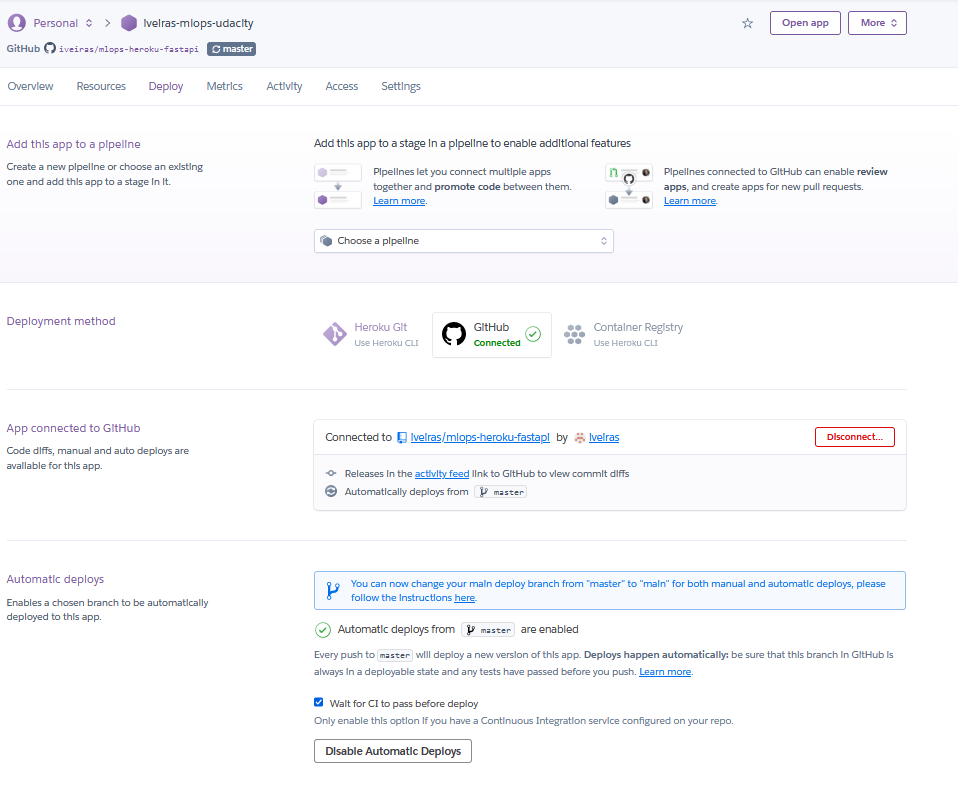 Personal
iveiras-mlops-udacity
Open app
More
GitHub iveiras/mlops-heroku-fastapi master
Overview Resources Deploy Metrics Activity Access Settings
Add this app to a pipeline
Create a new pipeline or choose an existing
one and add this app to a stage in it.
Add this app to a stage in a pipeline to enable additional features
Pipelines let you connect multiple apps
together and promote code between them.
Learn more.
Pipelines connected to GitHub can enable review
apps, and create apps for new pull requests.
Learn more.
Choose a pipeline
Deployment method
Heroku Git
Use Heroku CLI
GitHub
Connected
Container Registry
Use Heroku CLI
App connected to GitHub
Code diffs, manual and auto deploys are
available for this app.
Connected to iveiras/mlops-heroku-fastapi by iveiras
Disconnect...
Releases in the activity feed link to GitHub to view commit diffs
Automatically deploys from master
Automatic deploys
Enables a chosen branch to be automatically
deployed to this app.
You can now change your main deploy branch from "master" to "main" for both manual and automatic deploys, please
follow the instructions here.
Automatic deploys from master are enabled
Every push to master will deploy a new version of this app. Deploys happen automatically: be sure that this branch in GitHub is
always in a deployable state and any tests have passed before you push. Learn more.
Wait for CI to pass before deploy
Only enable this option if you have a Continuous Integration service configured on your repo.
Disable Automatic Deploys